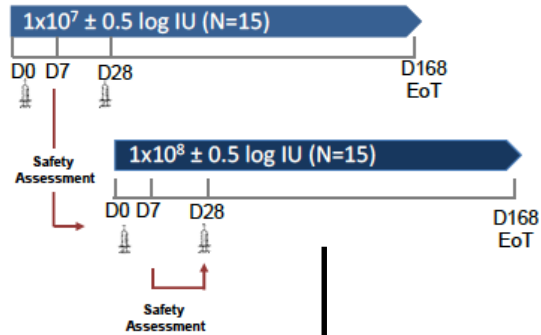 1x10⁷ ± 0.5 log IU (N=15)
D0 D7 D28 D168
EoT
Safety
Assessment
1x10⁸ ± 0.5 log IU (N=15)
D0 D7 D28 D168
EoT
Safety
Assessment